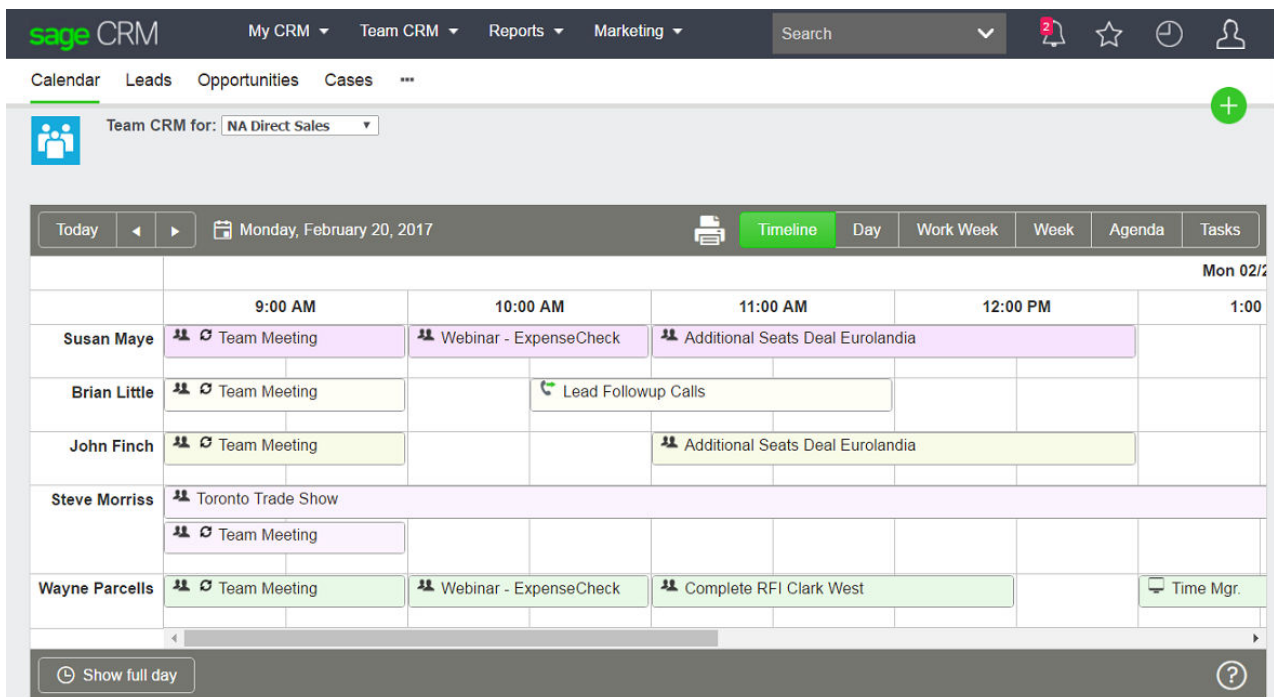 sage CRM My CRM Team CRM Reports Marketing Search 2
Calendar Leads Opportunities Cases ...
Team CRM for: NA Direct Sales
Today Monday, February 20, 2017 Timeline Day Work Week Week Agenda Tasks
Mon 02/2
9:00 AM 10:00 AM 11:00 AM 12:00 PM 1:00
Susan Maye Team Meeting Webinar - ExpenseCheck Additional Seats Deal Eurolandia
Brian Little Team Meeting Lead Followup Calls
John Finch Team Meeting Additional Seats Deal Eurolandia
Steve Morriss Toronto Trade Show
Team Meeting
Wayne Parcells Team Meeting Webinar - ExpenseCheck Complete RFI Clark West Time Mgr.
Show full day ?